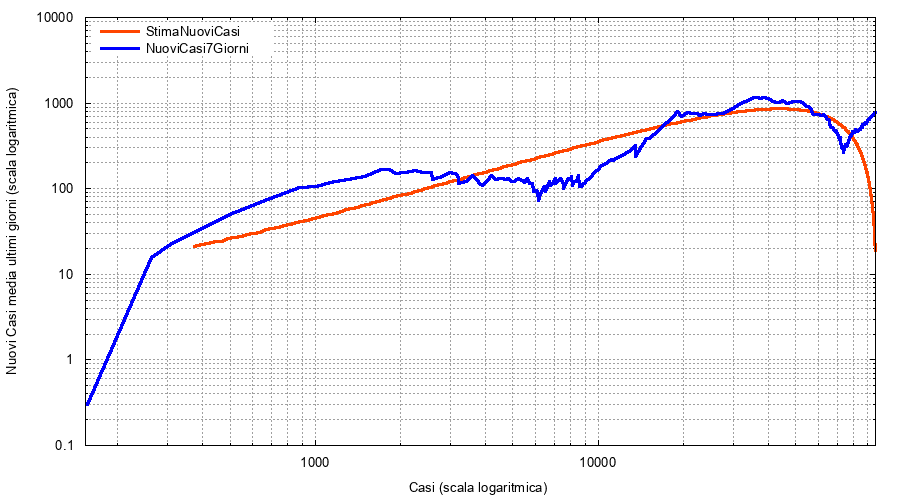 StimaNuoviCasi
NuoviCasi7Giorni
10000
1000
100
10
1
0.1
Nuovi Casi media ultimi giorni (scala logaritmica)
1000
10000
Casi (scala logaritmica)